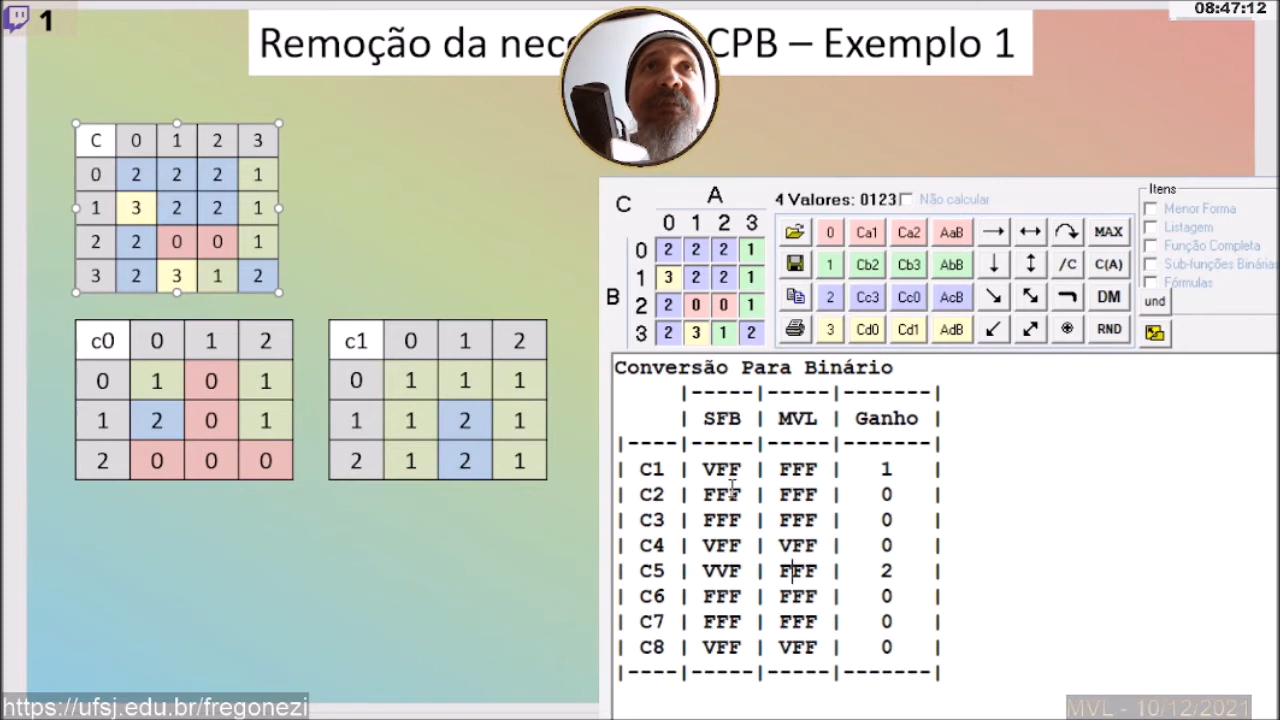 1
08:47:12
Remoção da nec CPB – Exemplo 1
C 0 1 2 3
0 2 2 2 1
1 3 2 2 1
2 2 0 0 1
3 2 3 1 2
c0 0 1 2
0 1 0 1
1 2 0 1
2 0 0 0
c1 0 1 2
0 1 1 1
1 1 2 1
2 1 2 1
C A
0 1 2 3
B
0 2 2 2 1
1 3 2 2 1
2 2 0 0 1
3 2 3 1 2
4 Valores: 0123 Não calcular
0 Ca1 Ca2 AaB MAX
1 Cb2 Cb3 AbB /C C(A)
2 Cc3 Cc0 AcB DM
3 Cd0 Cd1 AdB RND
Itens
Menor Forma
Listagem
Função Completa
Sub-funções Binárias
Fórmulas
und
Conversão Para Binário
|-----|-----|-------|
| SFB | MVL | Ganho |
|----|-----|-----|-------|
| C1 | VFF | FFF | 1 |
| C2 | FFF | FFF | 0 |
| C3 | FFF | FFF | 0 |
| C4 | VFF | VFF | 0 |
| C5 | VVF | FFF | 2 |
| C6 | FFF | FFF | 0 |
| C7 | FFF | FFF | 0 |
| C8 | VFF | VFF | 0 |
|----|-----|-----|-------|
https://ufsj.edu.br/fregonezi
MVL - 10/12/2021